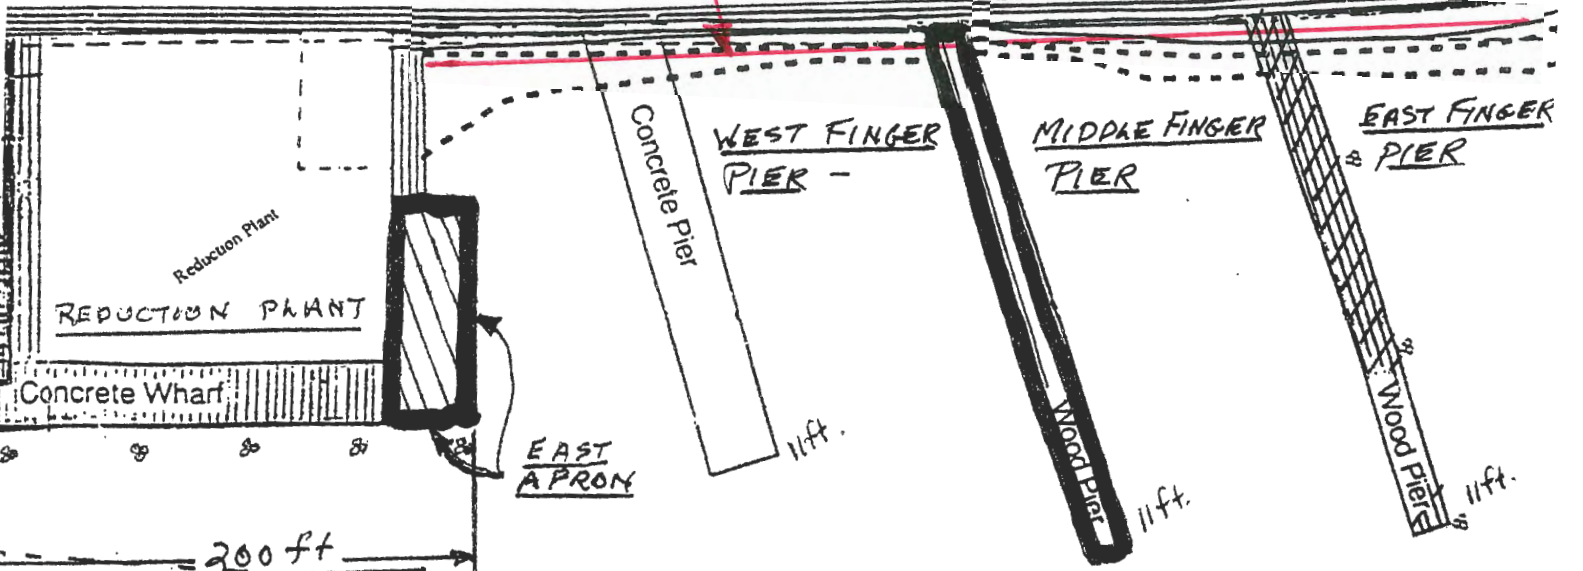 WEST FINGER
PIER –
MIDDLE FINGER
PIER
EAST FINGER
PIER
Concrete Pier
Reduction Plant
REDUCTION PLANT
Concrete Wharf
EAST
APRON
11ft.
Wood Pier
11ft.
Wood Pier
11ft.
200 ft